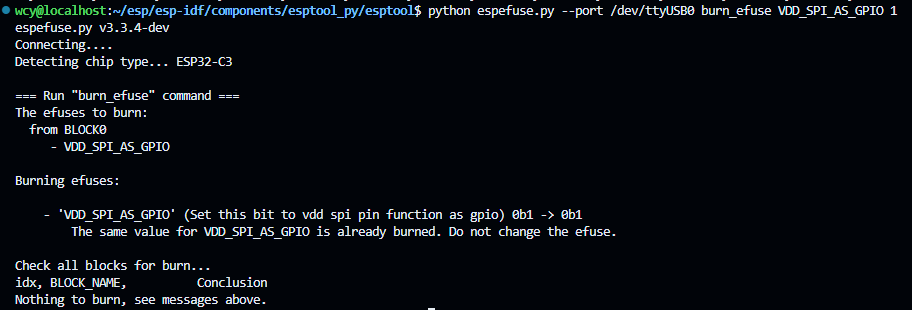 wcy@localhost:~/esp/esp-idf/components/esptool_py/esptool$ python espefuse.py --port /dev/ttyUSB0 burn_efuse VDD_SPI_AS_GPIO 1
espefuse.py v3.3.4-dev
Connecting....
Detecting chip type... ESP32-C3
=== Run "burn_efuse" command ===
The efuses to burn:
from BLOCK0
- VDD_SPI_AS_GPIO
Burning efuses:
- 'VDD_SPI_AS_GPIO' (Set this bit to vdd spi pin function as gpio) 0b1 -> 0b1
The same value for VDD_SPI_AS_GPIO is already burned. Do not change the efuse.
Check all blocks for burn...
idx, BLOCK_NAME, Conclusion
Nothing to burn, see messages above.